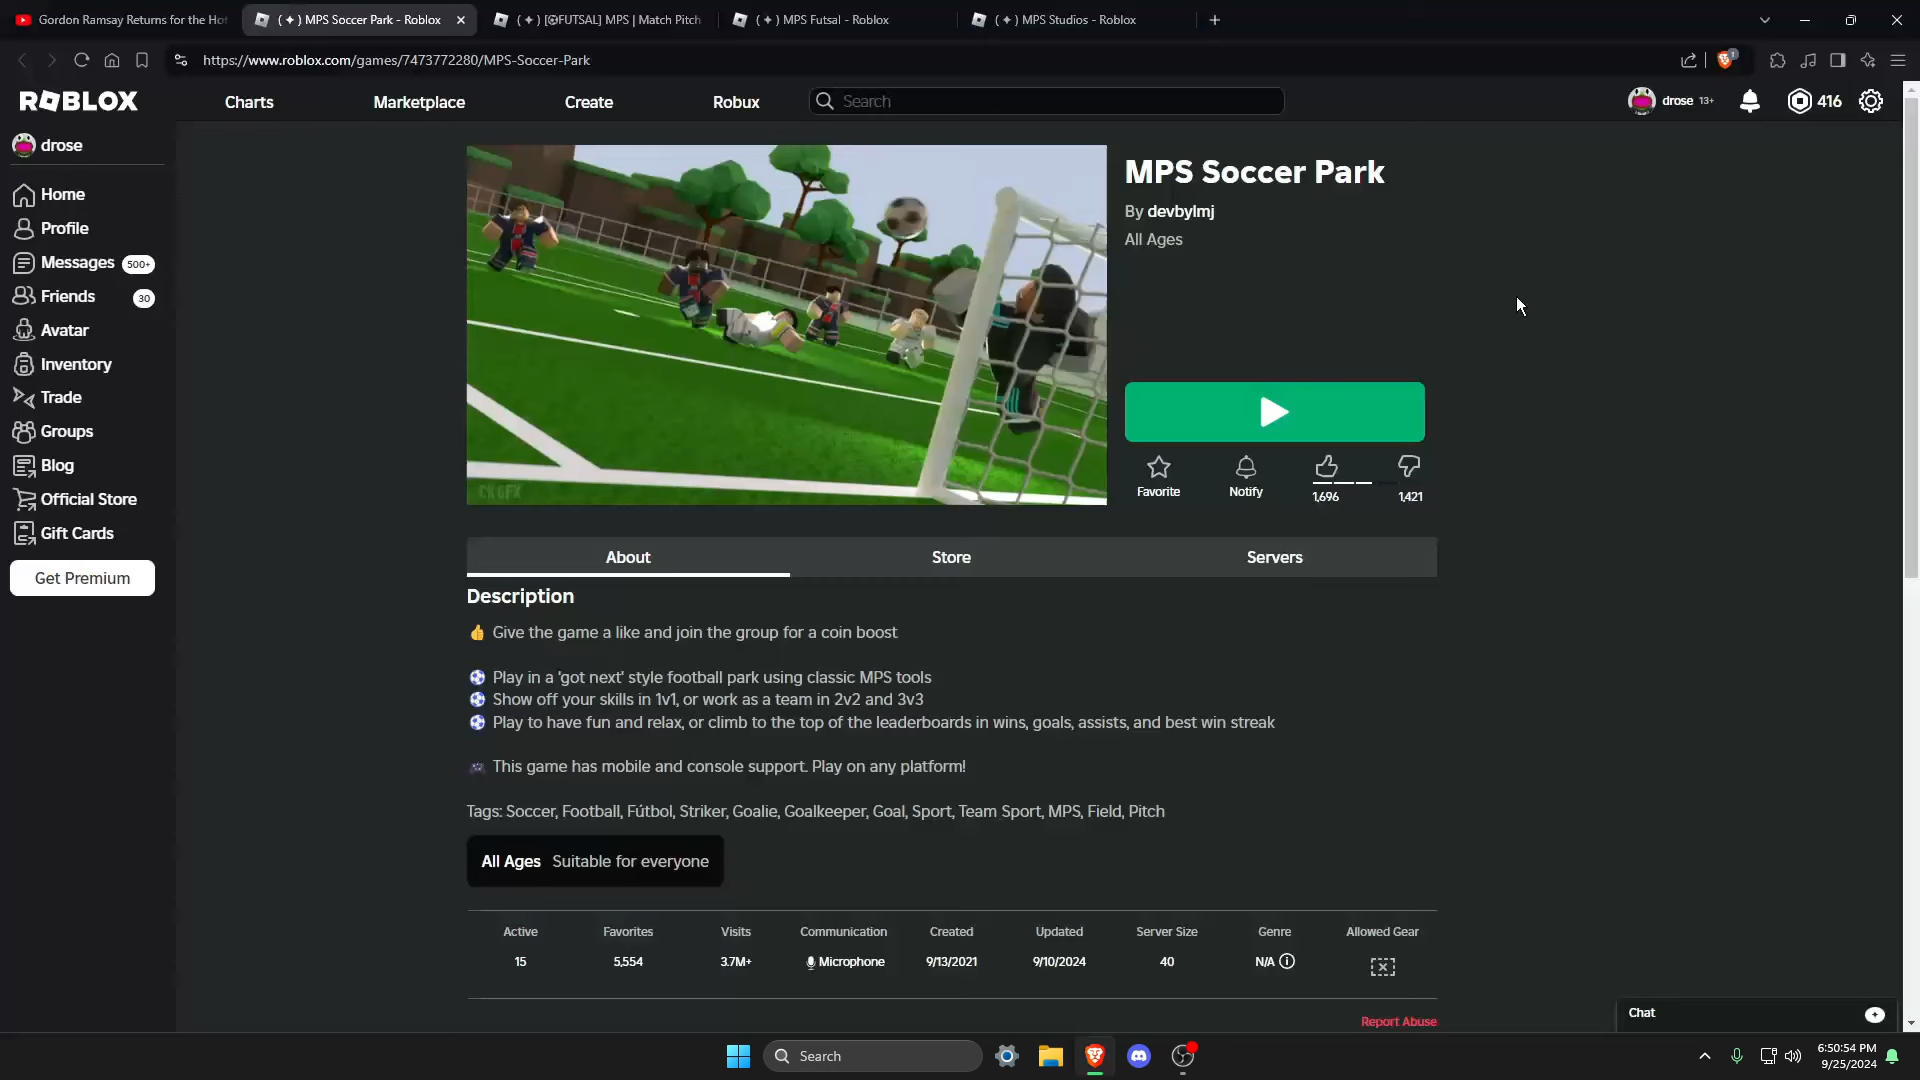 Gordon Ramsay Returns for the Ho
( ✦ ) MPS Soccer Park - Roblox
( ✦ ) [⚽FUTSAL] MPS | Match Pitch
( ✦ ) MPS Futsal - Roblox
( ✦ ) MPS Studios - Roblox
https://www.roblox.com/games/7473772280/MPS-Soccer-Park
1
ROBLOX
Charts
Marketplace
Create
Robux
Search
drose 13+
416
drose
Home
Profile
Messages 500+
Friends 30
Avatar
Inventory
Trade
Groups
Blog
Official Store
Gift Cards
Get Premium
MPS Soccer Park
By devbylmj
All Ages
Favorite
Notify
1,696
1,421
CKGFX
About
Store
Servers
Description
👍 Give the game a like and join the group for a coin boost
⚽ Play in a 'got next' style football park using classic MPS tools
⚽ Show off your skills in 1v1, or work as a team in 2v2 and 3v3
⚽ Play to have fun and relax, or climb to the top of the leaderboards in wins, goals, assists, and best win streak
🎮 This game has mobile and console support. Play on any platform!
Tags: Soccer, Football, Fútbol, Striker, Goalie, Goalkeeper, Goal, Sport, Team Sport, MPS, Field, Pitch
All Ages Suitable for everyone
Active Favorites Visits Communication Created Updated Server Size Genre Allowed Gear
15 5,554 3.7M+ Microphone 9/13/2021 9/10/2024 40 N/A
Report Abuse
Chat
Search
6:50:54 PM
9/25/2024